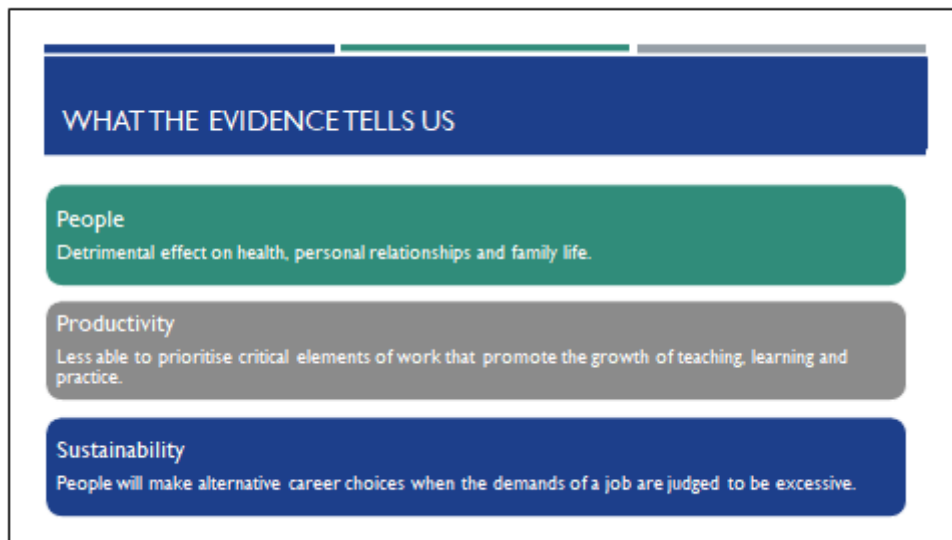 WHAT THE EVIDENCE TELLS US
People
Detrimental effect on health, personal relationships and family life.
Productivity
Less able to prioritise critical elements of work that promote the growth of teaching, learning and
practice.
Sustainability
People will make alternative career choices when the demands of a job are judged to be excessive.